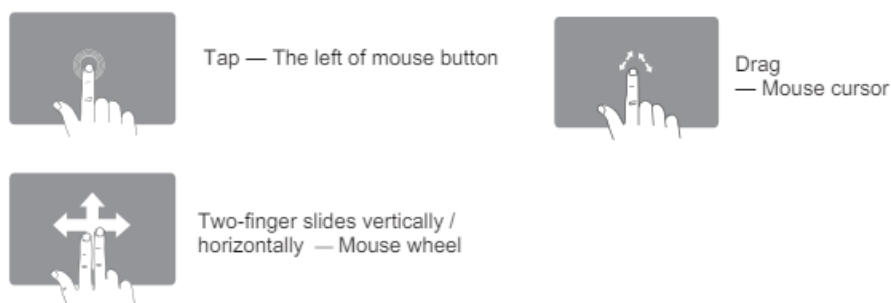 Tap — The left of mouse button
Drag
— Mouse cursor
Two-finger slides vertically /
horizontally — Mouse wheel